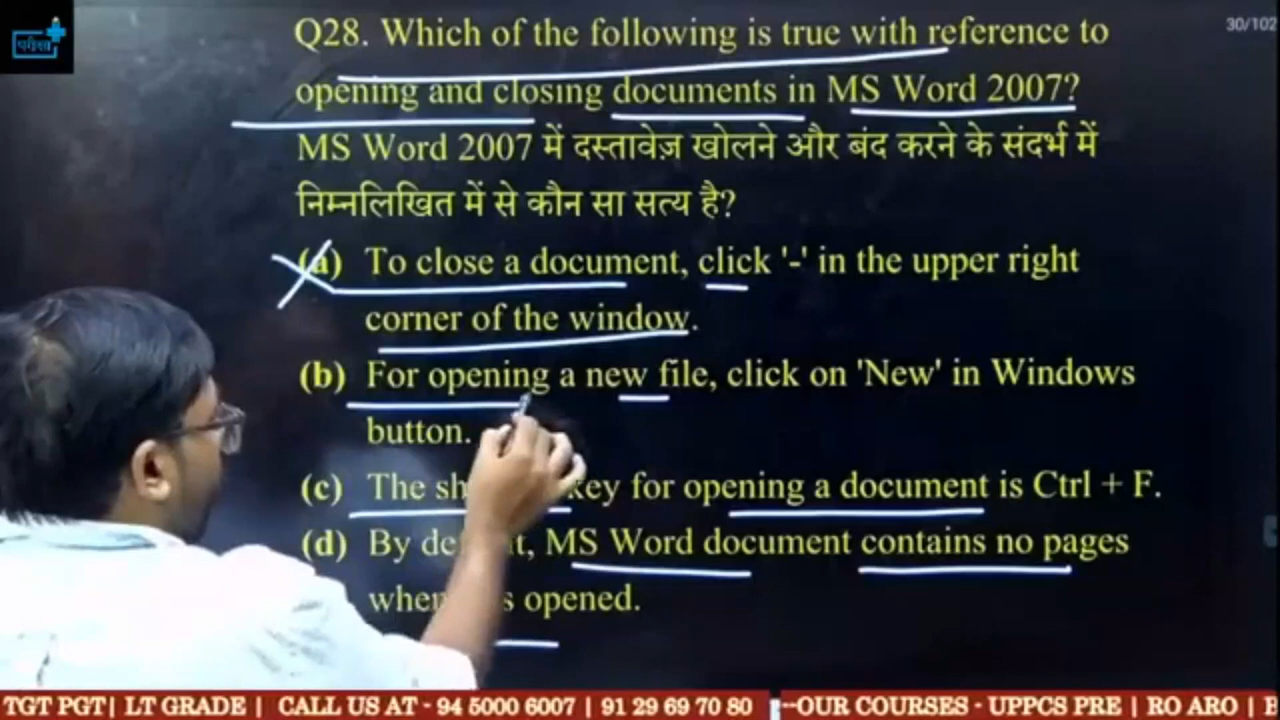 परीक्षा
30/102
Q28. Which of the following is true with reference to
opening and closing documents in MS Word 2007?
MS Word 2007 में दस्तावेज़ खोलने और बंद करने के संदर्भ में
निम्नलिखित में से कौन सा सत्य है?
(a) To close a document, click '-' in the upper right
corner of the window.
(b) For opening a new file, click on 'New' in Windows
button.
(c) The key for opening a document is Ctrl + F.
(d) By MS Word document contains no pages
opened.
TGT PGT| LT GRADE | CALL US AT - 94 5000 6007 | 91 29 69 70 80 --OUR COURSES - UPPCS PRE | RO ARO |